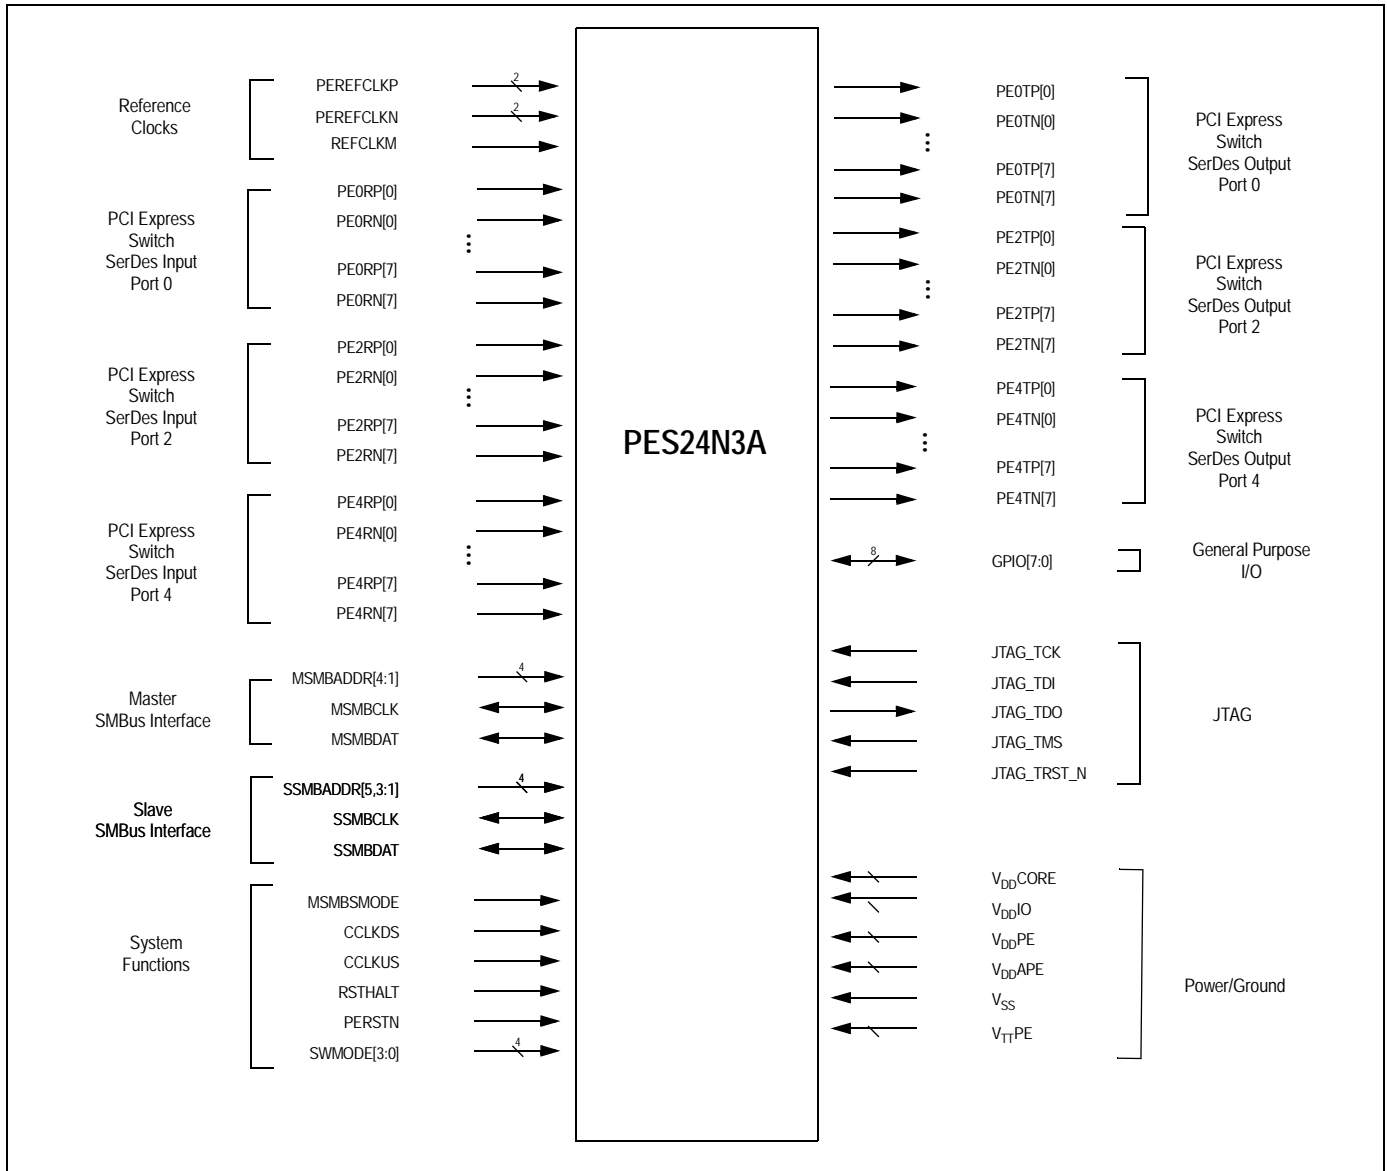 Reference
Clocks
PEREFCLKP
2
PEREFCLKN
2
REFCLKM
PCI Express
Switch
SerDes Input
Port 0
PE0RP[0]
PE0RN[0]
PE0RP[7]
PE0RN[7]
PCI Express
Switch
SerDes Input
Port 2
PE2RP[0]
PE2RN[0]
PE2RP[7]
PE2RN[7]
PCI Express
Switch
SerDes Input
Port 4
PE4RP[0]
PE4RN[0]
PE4RP[7]
PE4RN[7]
Master
SMBus Interface
MSMBADDR[4:1]
4
MSMBCLK
MSMBDAT
Slave
SMBus Interface
SSMBADDR[5,3:1]
4
SSMBCLK
SSMBDAT
System
Functions
MSMBSMODE
CCLKDS
CCLKUS
RSTHALT
PERSTN
SWMODE[3:0]
4
PES24N3A
PE0TP[0]
PE0TN[0]
PE0TP[7]
PE0TN[7]
PCI Express
Switch
SerDes Output
Port 0
PE2TP[0]
PE2TN[0]
PE2TP[7]
PE2TN[7]
PCI Express
Switch
SerDes Output
Port 2
PE4TP[0]
PE4TN[0]
PE4TP[7]
PE4TN[7]
PCI Express
Switch
SerDes Output
Port 4
8
GPIO[7:0]
General Purpose
I/O
JTAG_TCK
JTAG_TDI
JTAG_TDO
JTAG_TMS
JTAG_TRST_N
JTAG
VDDCORE
VDDIO
VDDPE
VDDAPE
VSS
VTTPE
Power/Ground